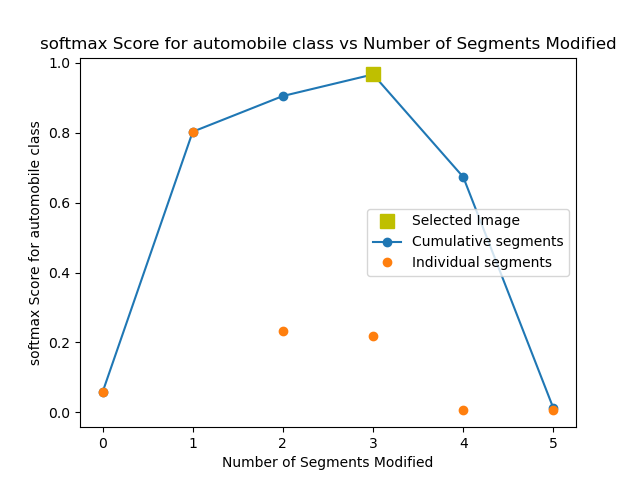 softmax Score for automobile class vs Number of Segments Modified
softmax Score for automobile class
1.0
0.8
0.6
0.4
0.2
0.0
Selected Image
Cumulative segments
Individual segments
0 1 2 3 4 5
Number of Segments Modified